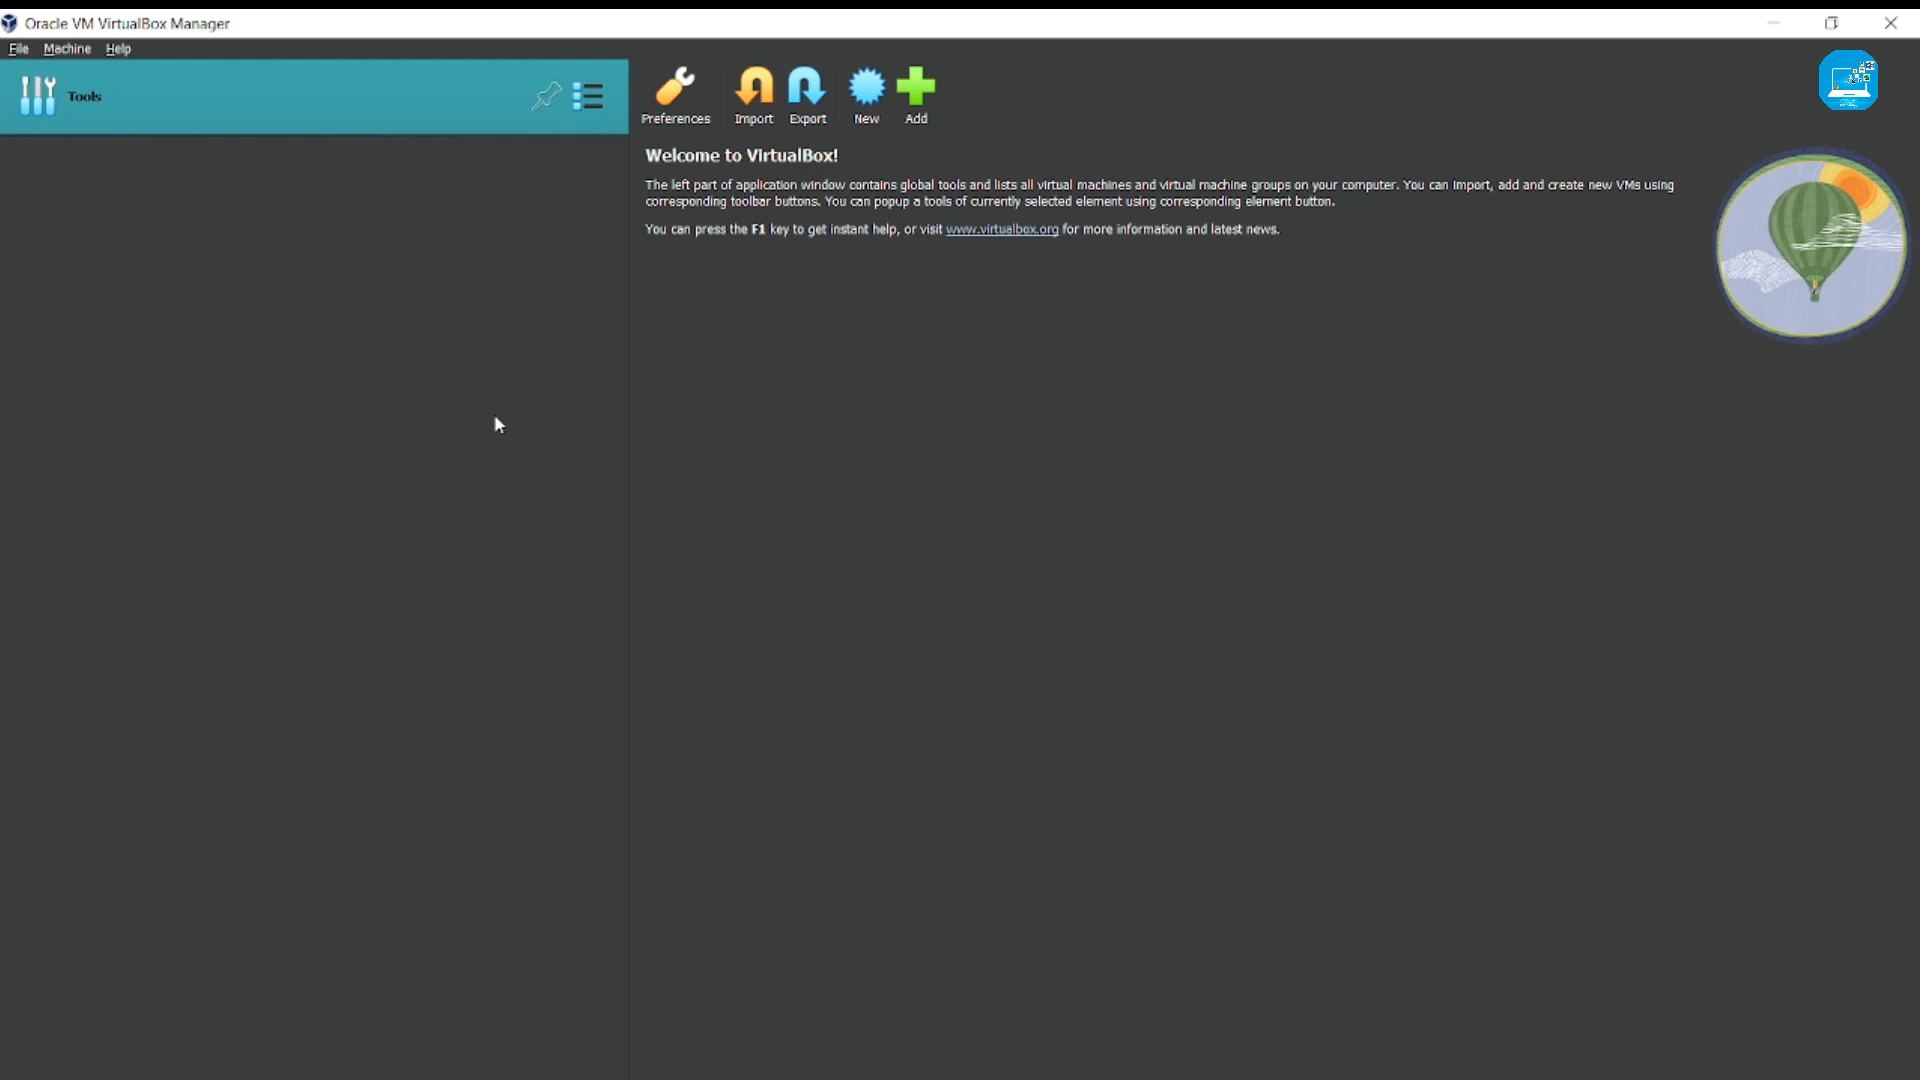 Oracle VM VirtualBox Manager
File Machine Help
Tools
Preferences Import Export New Add
Welcome to VirtualBox!
The left part of application window contains global tools and lists all virtual machines and virtual machine groups on your computer. You can import, add and create new VMs using
corresponding toolbar buttons. You can popup a tools of currently selected element using corresponding element button.
You can press the F1 key to get instant help, or visit www.virtualbox.org for more information and latest news.